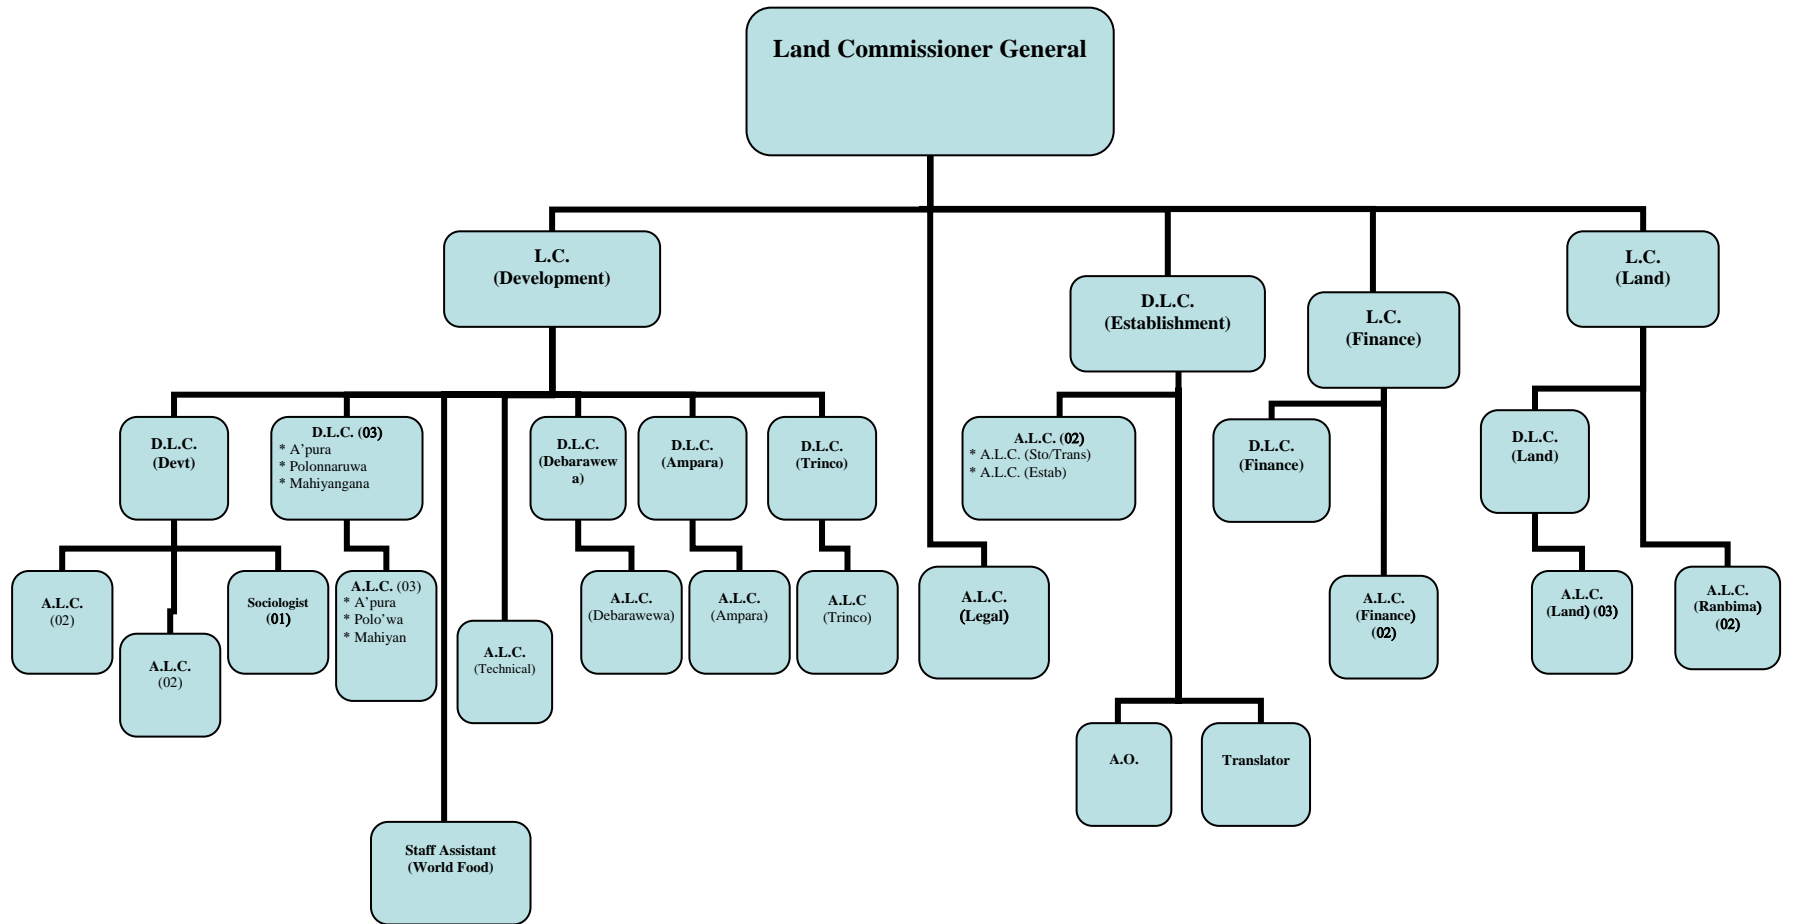 Land Commissioner General
L.C.
(Development)
D.L.C.
(Establishment)
L.C.
(Finance)
L.C.
(Land)
D.L.C.
(Devt)
D.L.C. (03)
* A'pura
* Polonnaruwa
* Mahiyangana
D.L.C.
(Debarawew
a)
D.L.C.
(Ampara)
D.L.C.
(Trinco)
A.L.C. (02)
* A.L.C. (Sto/Trans)
* A.L.C. (Estab)
D.L.C.
(Finance)
D.L.C.
(Land)
A.L.C.
(02)
A.L.C.
(02)
Sociologist
(01)
A.L.C. (03)
* A'pura
* Polo'wa
* Mahiyan
A.L.C.
(Technical)
A.L.C.
(Debarawewa)
A.L.C.
(Ampara)
A.L.C
(Trinco)
A.L.C.
(Legal)
A.L.C.
(Finance)
(02)
A.L.C.
(Land) (03)
A.L.C.
(Ranbima)
(02)
A.O.
Translator
Staff Assistant
(World Food)